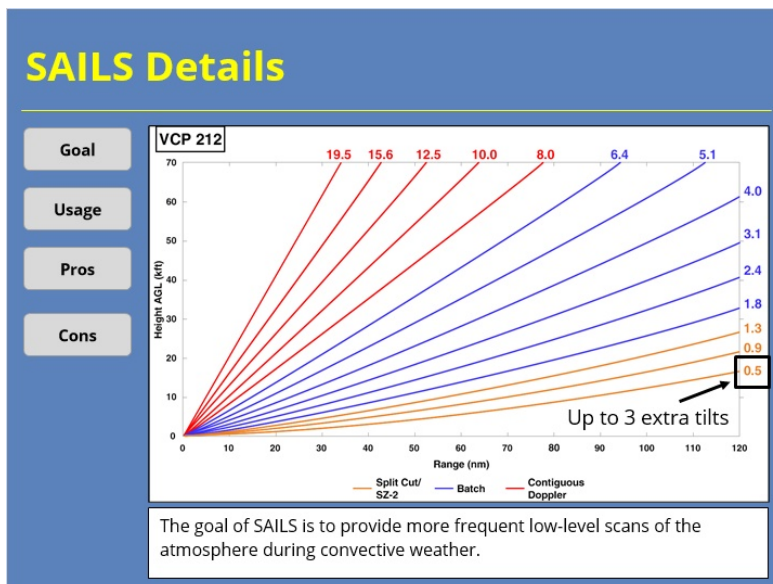 SAILS Details
Goal
Usage
Pros
Cons
VCP 212
19.5 15.6 12.5 10.0 8.0 6.4 5.1
4.0
3.1
2.4
1.8
1.3
0.9
0.5
Height AGL (kft)
70
60
50
40
30
20
10
0
Up to 3 extra tilts
0 10 20 30 40 50 60 70 80 90 100 110 120
Range (nm)
Split Cut/
SZ-2
Batch
Contiguous
Doppler
The goal of SAILS is to provide more frequent low-level scans of the
atmosphere during convective weather.